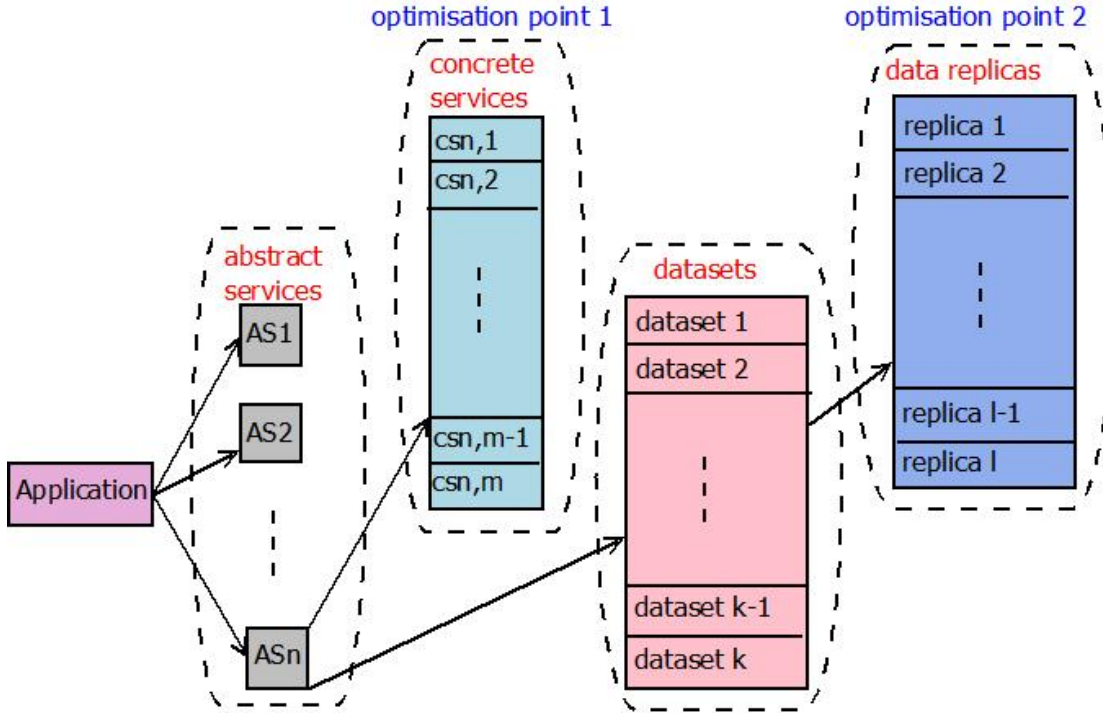 optimisation point 1
optimisation point 2
concrete
services
csn,1
csn,2
csn,m-1
csn,m
data replicas
replica 1
replica 2
replica l-1
replica l
abstract
services
AS1
AS2
ASn
datasets
dataset 1
dataset 2
dataset k-1
dataset k
Application